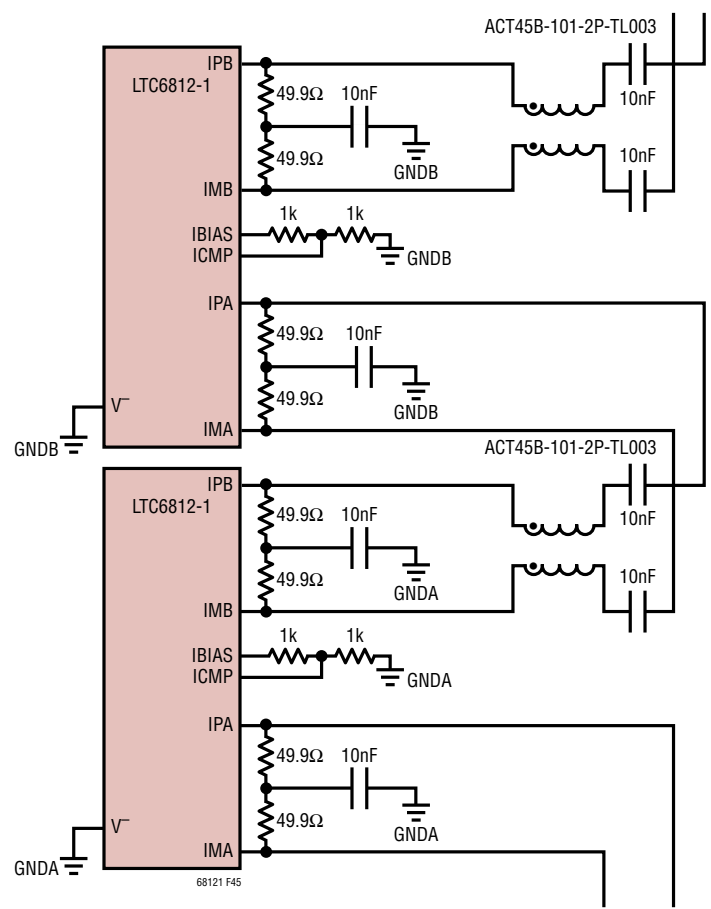 ACT45B-101-2P-TL003
IPB
LTC6812-1
49.9Ω
10nF
10nF
49.9Ω
GNDB
10nF
IMB
1k
1k
IBIAS
ICMP
GNDB
IPA
49.9Ω
10nF
49.9Ω
GNDB
V–
IMA
GNDB
ACT45B-101-2P-TL003
IPB
LTC6812-1
49.9Ω
10nF
10nF
49.9Ω
GNDA
10nF
IMB
1k
1k
IBIAS
ICMP
GNDA
IPA
49.9Ω
10nF
49.9Ω
GNDA
V–
IMA
GNDA
68121 F45